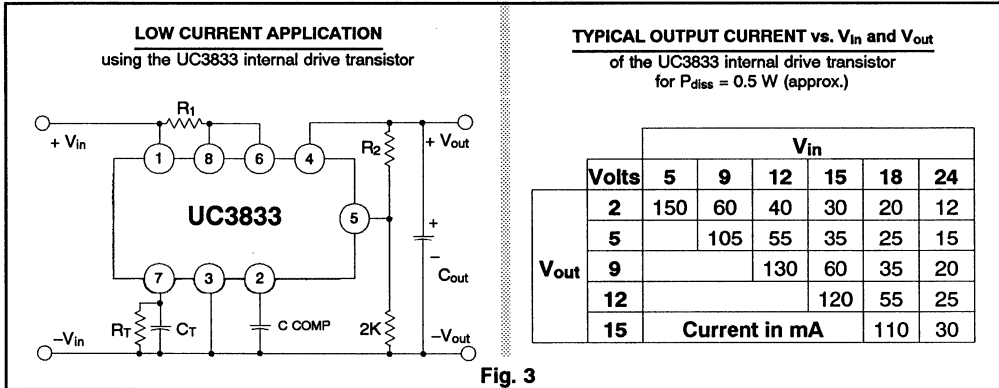 LOW CURRENT APPLICATION
using the UC3833 internal drive transistor
R1
+ Vin
1
8
6
4
R2
+ Vout
UC3833
5
+
–
Cout
7
3
2
RT
CT
C COMP
2K
–Vin
–Vout
TYPICAL OUTPUT CURRENT vs. Vin and Vout
of the UC3833 internal drive transistor
for Pdiss = 0.5 W (approx.)
Vin
Volts 5 9 12 15 18 24
2 150 60 40 30 20 12
5 105 55 35 25 15
Vout 9 130 60 35 20
12 120 55 25
15 Current in mA 110 30
Fig. 3